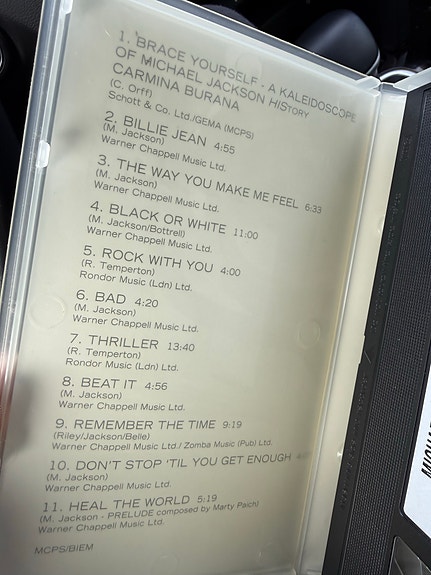 1. BRACE YOURSELF - A KALEIDOSCOPE
OF MICHAEL JACKSON HIStory
CARMINA BURANA
(C. Orff)
Schott & Co. Ltd./GEMA (MCPS)
2. BILLIE JEAN 4:55
(M. Jackson)
Warner Chappell Music Ltd.
3. THE WAY YOU MAKE ME FEEL 6:33
(M. Jackson)
Warner Chappell Music Ltd.
4. BLACK OR WHITE 11:00
(M. Jackson/Bottrell)
Warner Chappell Music Ltd.
5. ROCK WITH YOU 4:00
(R. Temperton)
Rondor Music (Ldn) Ltd.
6. BAD 4:20
(M. Jackson)
Warner Chappell Music Ltd.
7. THRILLER 13:40
(R. Temperton)
Rondor Music (Ldn) Ltd.
8. BEAT IT 4:56
(M. Jackson)
Warner Chappell Music Ltd.
9. REMEMBER THE TIME 9:19
(Riley/Jackson/Belle)
Warner Chappell Music Ltd./ Zomba Music (Pub) Ltd.
10. DON'T STOP 'TIL YOU GET ENOUGH
(M. Jackson)
Warner Chappell Music Ltd.
11. HEAL THE WORLD 5:19
(M. Jackson - PRELUDE composed by Marty Paich)
Warner Chappell Music Ltd.
MCPS/BIEM